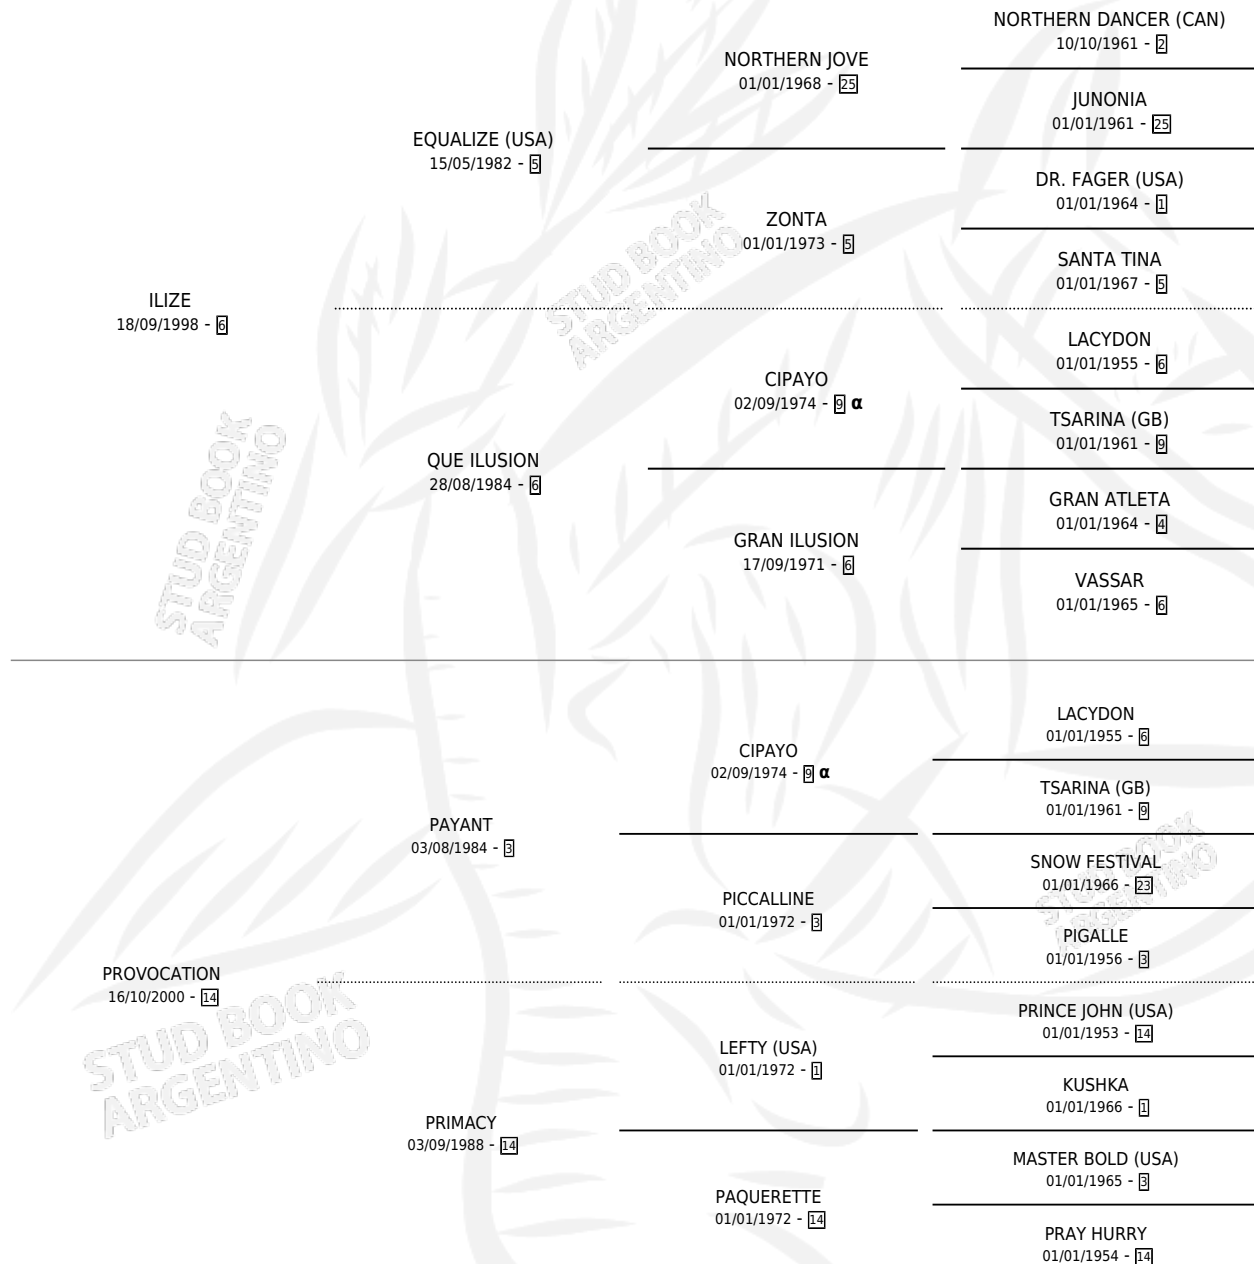 NORTHERN DANCER (CAN)
10/10/1961 - 2
NORTHERN JOVE
01/01/1968 - 25
JUNONIA
01/01/1961 - 25
EQUALIZE (USA)
15/05/1982 - 5
DR. FAGER (USA)
01/01/1964 - 1
ZONTA
01/01/1973 - 5
SANTA TINA
01/01/1967 - 5
ILIZE
18/09/1998 - 6
LACYDON
01/01/1955 - 6
CIPAYO
02/09/1974 - 9 α
TSARINA (GB)
01/01/1961 - 9
QUE ILUSION
28/08/1984 - 6
GRAN ATLETA
01/01/1964 - 4
GRAN ILUSION
17/09/1971 - 6
VASSAR
01/01/1965 - 6
LACYDON
01/01/1955 - 6
CIPAYO
02/09/1974 - 9 α
TSARINA (GB)
01/01/1961 - 9
PAYANT
03/08/1984 - 3
SNOW FESTIVAL
01/01/1966 - 23
PICCALLINE
01/01/1972 - 3
PIGALLE
01/01/1956 - 3
PROVOCATION
16/10/2000 - 14
PRINCE JOHN (USA)
01/01/1953 - 14
LEFTY (USA)
01/01/1972 - 1
KUSHKA
01/01/1966 - 1
PRIMACY
03/09/1988 - 14
MASTER BOLD (USA)
01/01/1965 - 3
PAQUERETTE
01/01/1972 - 14
PRAY HURRY
01/01/1954 - 14
STUD BOOK
ARGENTINO
STUD BOOK
ARGENTINO
STUD BOOK
ARGENTINO
STUD BOOK
ARGENTINO